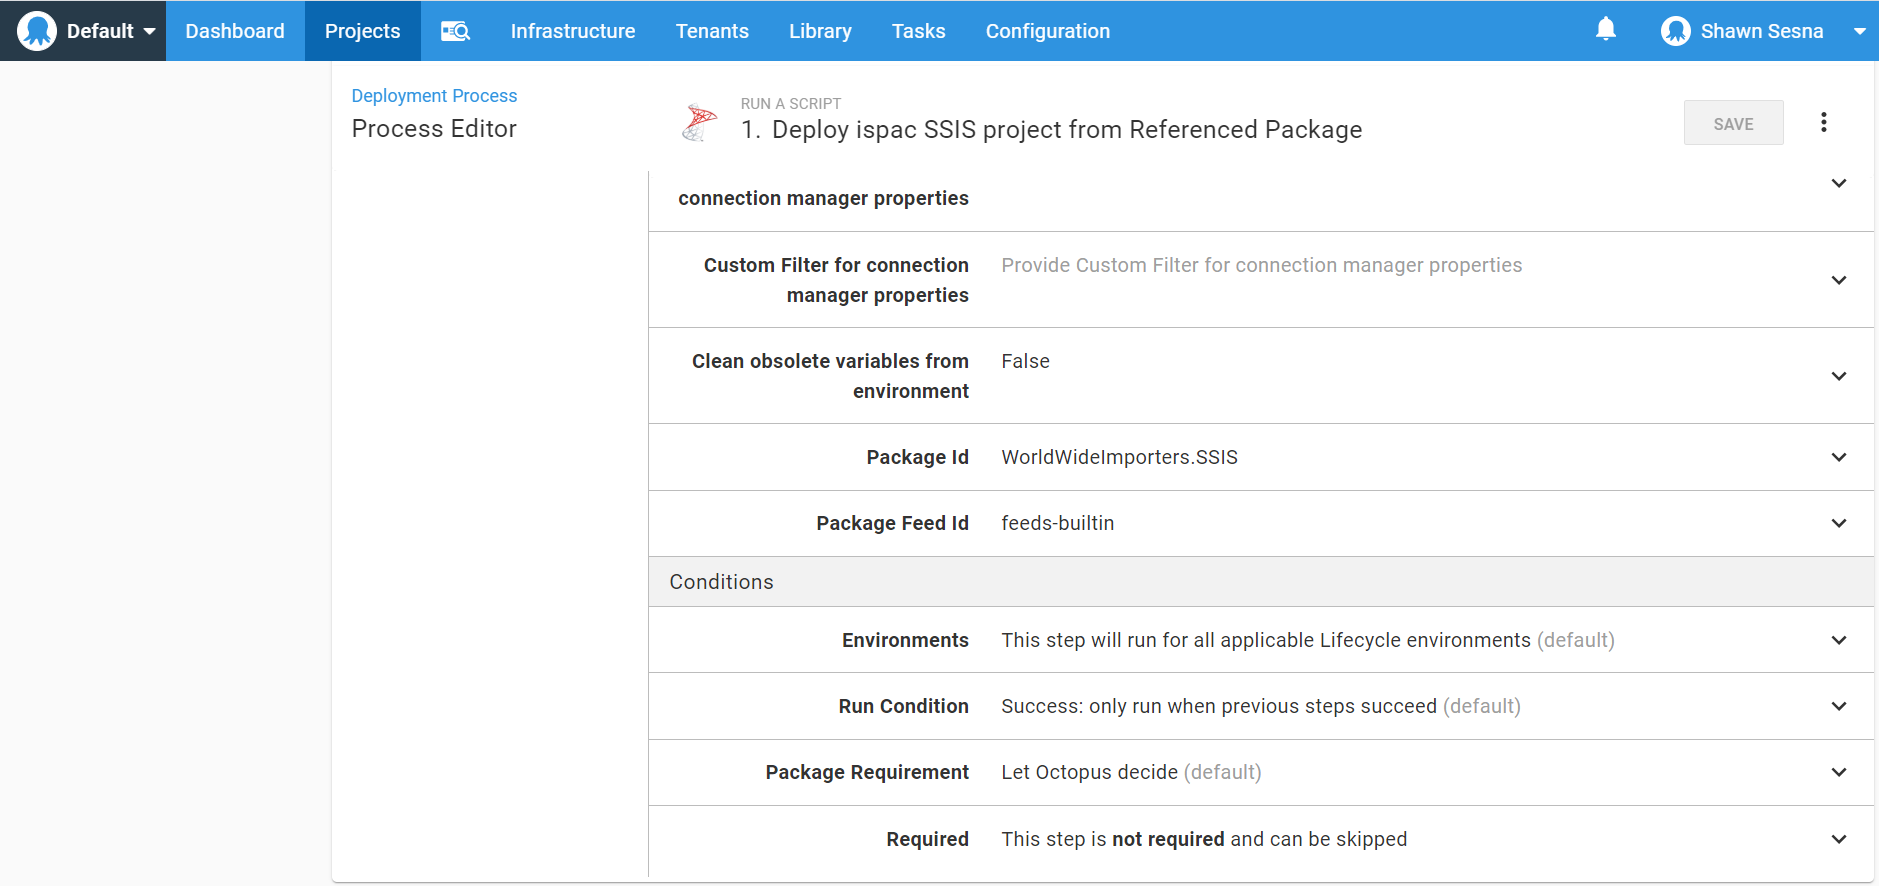 Default Dashboard Projects Infrastructure Tenants Library Tasks Configuration Shawn Sesna
Deployment Process
Process Editor
RUN A SCRIPT
1. Deploy ispac SSIS project from Referenced Package
SAVE
connection manager properties
Custom Filter for connection
manager properties
Provide Custom Filter for connection manager properties
Clean obsolete variables from
environment
False
Package Id
WorldWideImporters.SSIS
Package Feed Id
feeds-builtin
Conditions
Environments
This step will run for all applicable Lifecycle environments (default)
Run Condition
Success: only run when previous steps succeed (default)
Package Requirement
Let Octopus decide (default)
Required
This step is not required and can be skipped